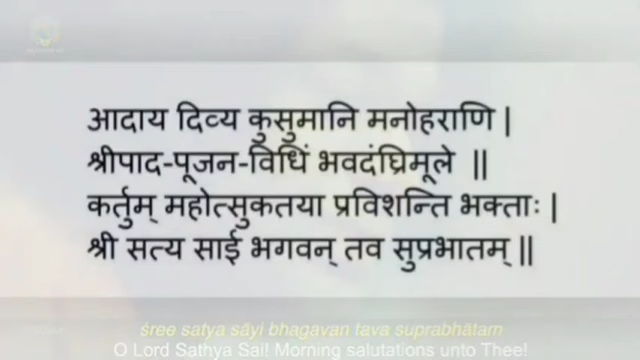 आदाय दिव्य कुसुमानि मनोहराणि |
श्रीपाद-पूजन-विधिं भवदंघ्रिमूले ||
कर्तुम् महोत्सुकतया प्रविशन्ति भक्ताः |
श्री सत्य साई भगवन् तव सुप्रभातम् ||
śree satya sāyi bhagavan tava suprabhātam
O Lord Sathya Sai! Morning salutations unto Thee!